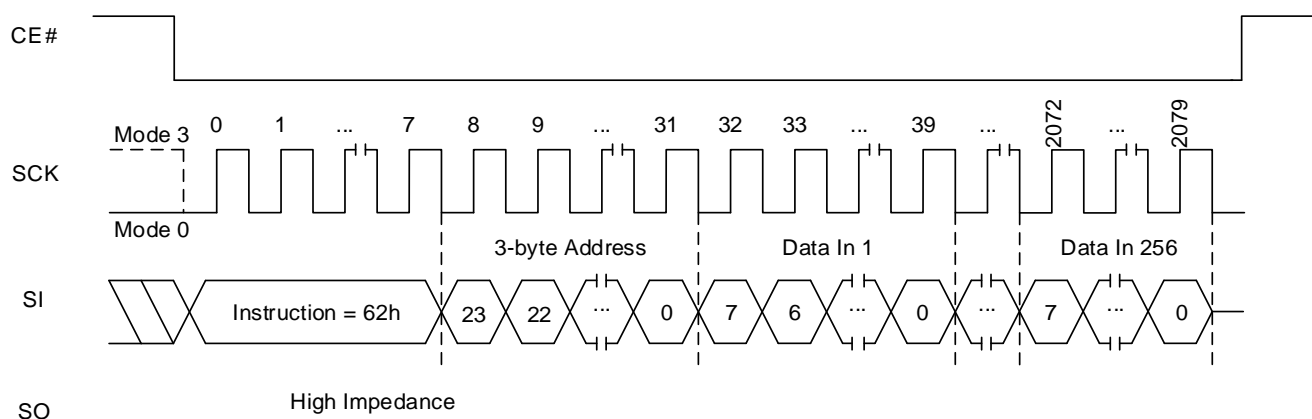 CE#
0 1 ... 7 8 9 ... 31 32 33 ... 39 ... 2072 ... 2079
Mode 3
SCK
Mode 0
3-byte Address Data In 1 Data In 256
SI
Instruction = 62h 23 22 ... 0 7 6 ... 0 ... 7 ... 0
High Impedance
SO